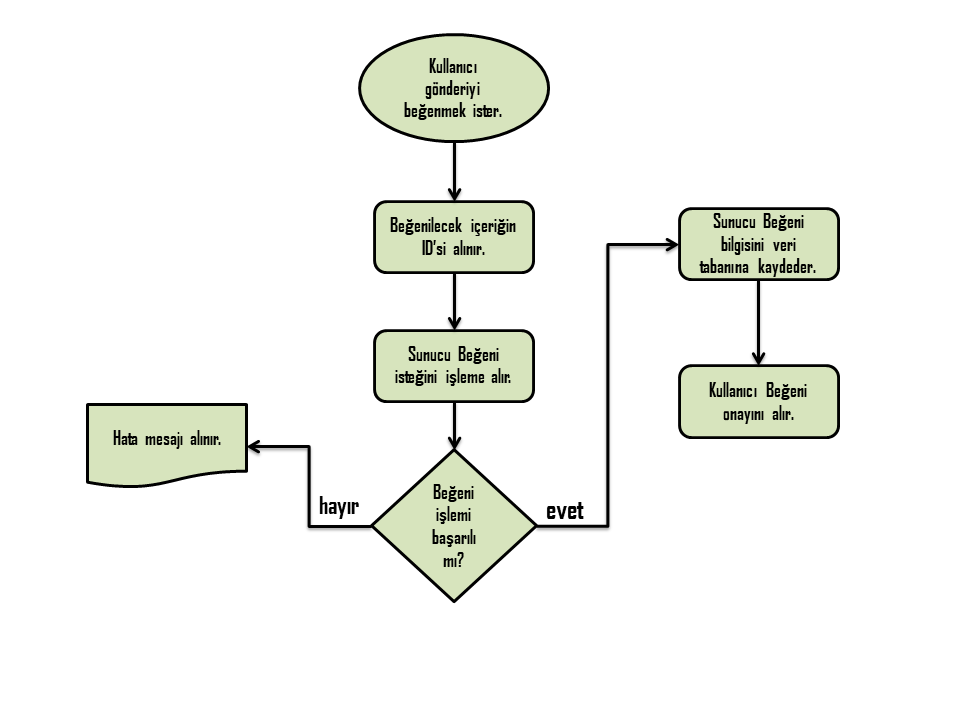 Kullanıcı
gönderiyi
beğenmek ister.
Beğenilecek içeriğin
ID'si alınır.
Sunucu Beğeni
isteğini işleme alır.
Beğeni
işlemi
başarılı
mı?
hayır
Hata mesajı alınır.
evet
Sunucu Beğeni
bilgisini veri
tabanına kaydeder.
Kullanıcı Beğeni
onayını alır.